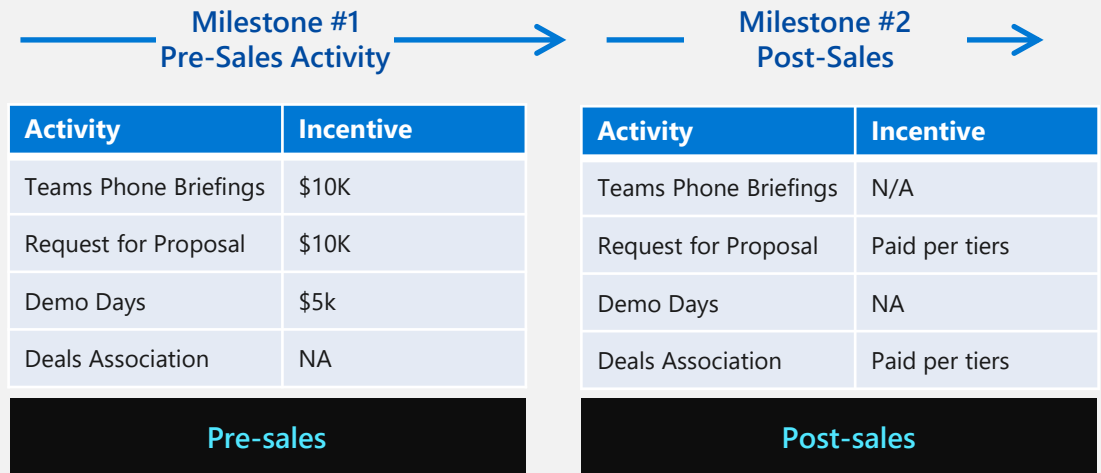 Milestone #1
Pre-Sales Activity
Milestone #2
Post-Sales
Activity Incentive
Teams Phone Briefings $10K
Request for Proposal $10K
Demo Days $5k
Deals Association NA
Pre-sales
Activity Incentive
Teams Phone Briefings N/A
Request for Proposal Paid per tiers
Demo Days NA
Deals Association Paid per tiers
Post-sales